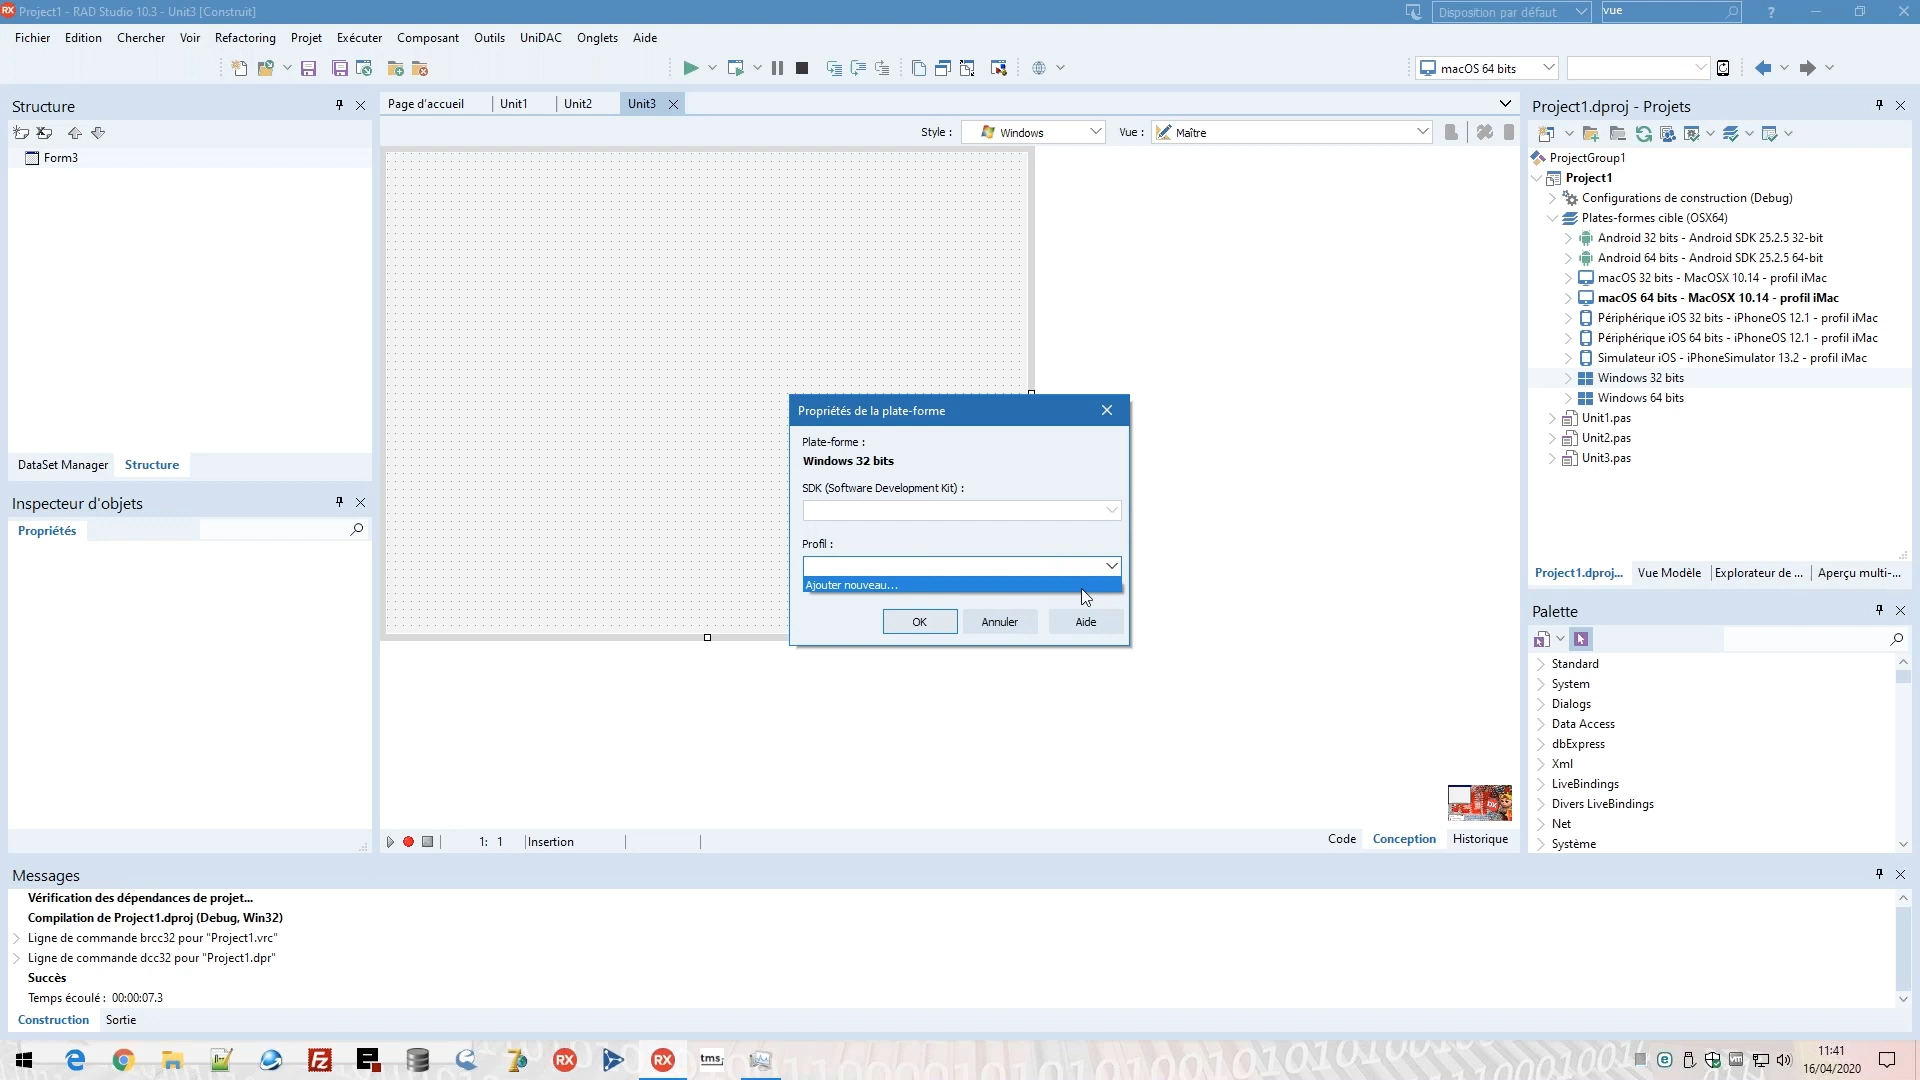 RX Project1 - RAD Studio 10.3 - Unit3 [Construit]
Disposition par défaut
vue
?
Fichier Edition Chercher Voir Refactoring Projet Exécuter Composant Outils UniDAC Onglets Aide
macOS 64 bits
Structure
Page d'accueil Unit1 Unit2 Unit3
Project1.dproj - Projets
Style : Windows Vue : Maître
Form3
ProjectGroup1
Project1
Configurations de construction (Debug)
Plates-formes cible (OSX64)
Android 32 bits - Android SDK 25.2.5 32-bit
Android 64 bits - Android SDK 25.2.5 64-bit
macOS 32 bits - MacOSX 10.14 - profil iMac
macOS 64 bits - MacOSX 10.14 - profil iMac
Périphérique iOS 32 bits - iPhoneOS 12.1 - profil iMac
Périphérique iOS 64 bits - iPhoneOS 12.1 - profil iMac
Simulateur iOS - iPhoneSimulator 13.2 - profil iMac
Windows 32 bits
Windows 64 bits
Unit1.pas
Unit2.pas
Unit3.pas
Project1.dproj... Vue Modèle Explorateur de ... Aperçu multi-...
DataSet Manager Structure
Inspecteur d'objets
Propriétés
Propriétés de la plate-forme
Plate-forme :
Windows 32 bits
SDK (Software Development Kit) :
Profil :
Ajouter nouveau...
OK Annuler Aide
Palette
Standard
System
Dialogs
Data Access
dbExpress
Xml
LiveBindings
Divers LiveBindings
Net
Système
1: 1 Insertion
Code Conception Historique
Messages
Vérification des dépendances de projet...
Compilation de Project1.dproj (Debug, Win32)
Ligne de commande brcc32 pour "Project1.vrc"
Ligne de commande dcc32 pour "Project1.dpr"
Succès
Temps écoulé : 00:00:07.3
Construction Sortie
RX RX tms
11:41
16/04/2020